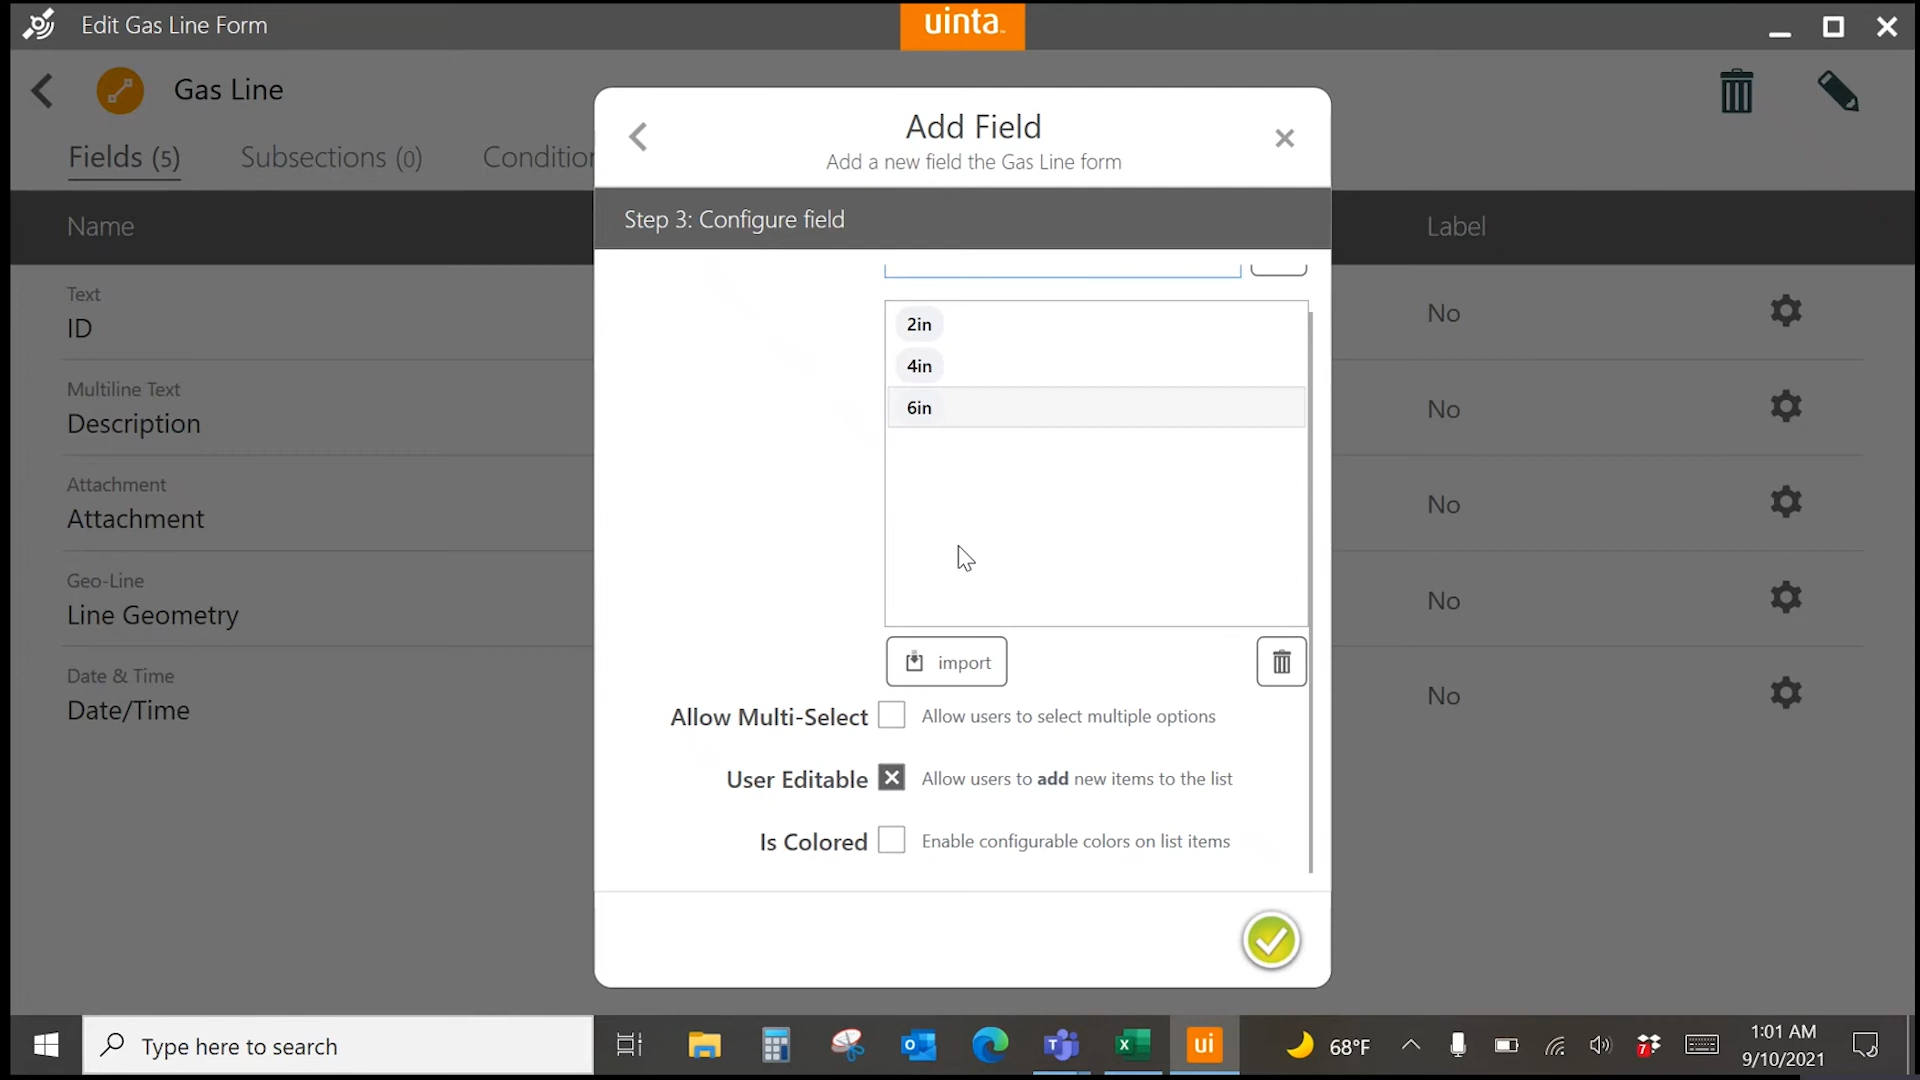 Edit Gas Line Form
uinta
Gas Line
Fields (5)
Subsections (0)
Condition
Name
Label
Text
ID
No
Multiline Text
Description
No
Attachment
Attachment
No
Geo-Line
Line Geometry
No
Date & Time
Date/Time
No
Add Field
Add a new field the Gas Line form
Step 3: Configure field
2in
4in
6in
import
Allow Multi-Select
Allow users to select multiple options
User Editable
Allow users to add new items to the list
Is Colored
Enable configurable colors on list items
Type here to search
ui
68°F
7
1:01 AM
9/10/2021